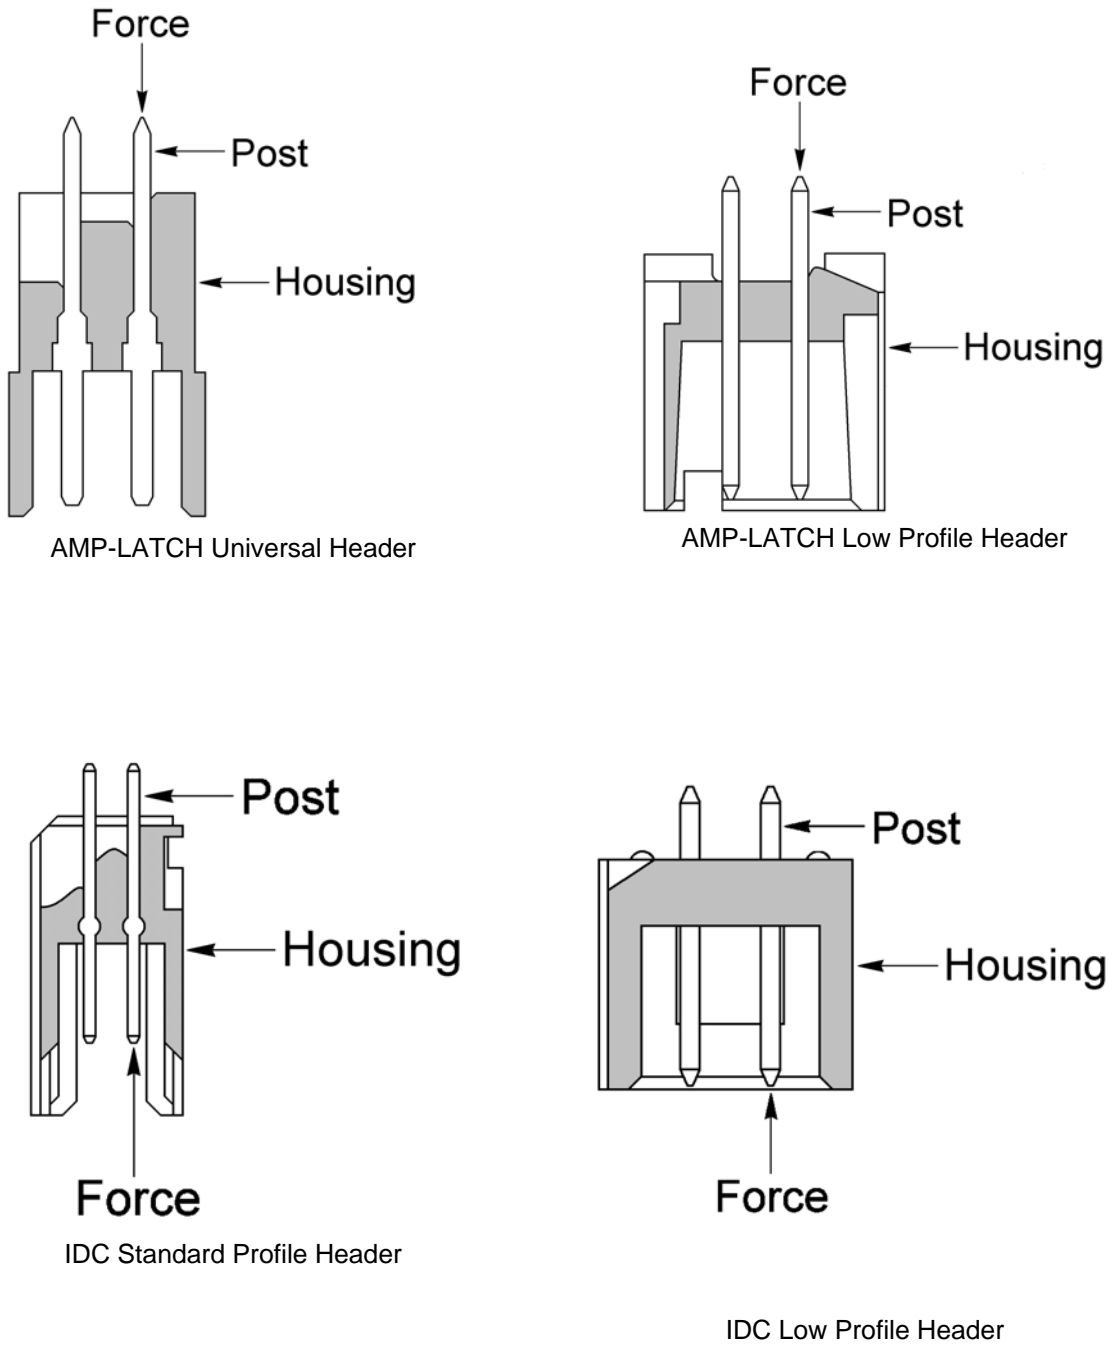 Force
Post
Housing
AMP-LATCH Universal Header
Force
Post
Housing
AMP-LATCH Low Profile Header
Post
Housing
Force
IDC Standard Profile Header
Post
Housing
Force
IDC Low Profile Header